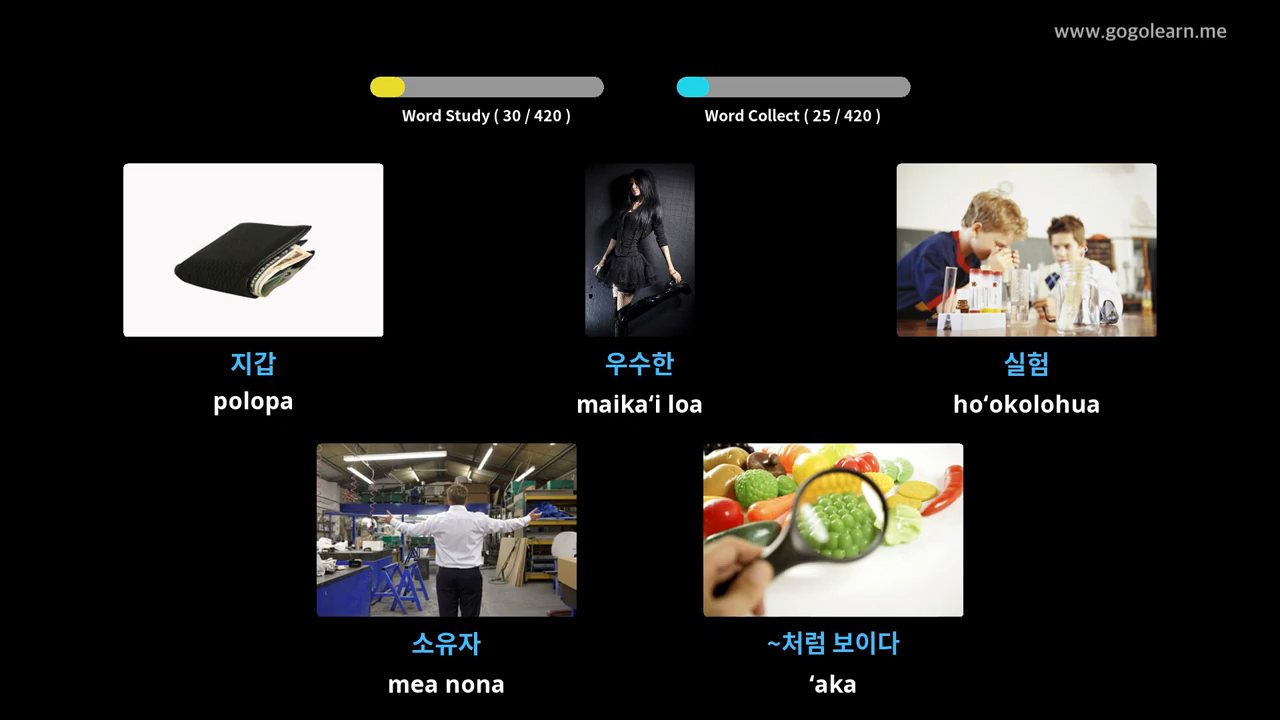 www.gogolearn.me
Word Study ( 30 / 420 )
Word Collect ( 25 / 420 )
지갑
polopa
우수한
maikaʻi loa
실험
hoʻokolohua
소유자
mea nona
~처럼 보이다
ʻaka